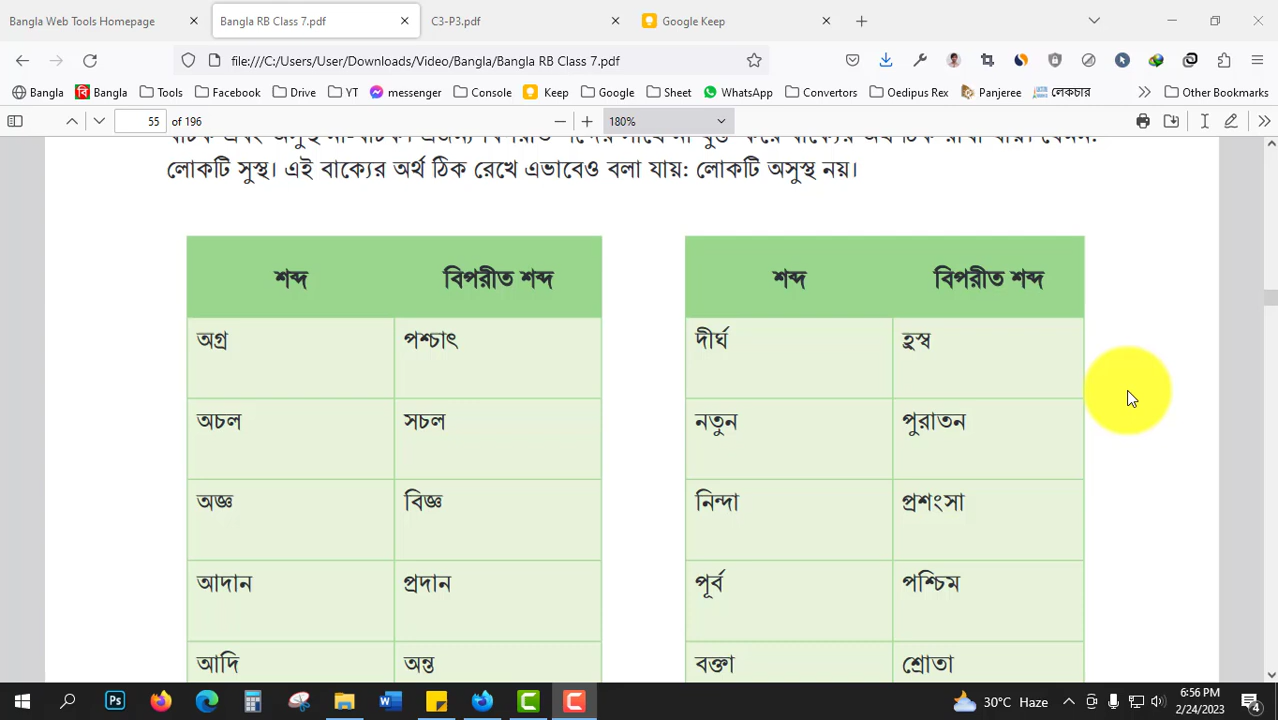 Bangla Web Tools Homepage
Bangla RB Class 7.pdf
C3-P3.pdf
Google Keep
file:///C:/Users/User/Downloads/Video/Bangla/Bangla RB Class 7.pdf
Bangla
Bangla
Tools
Facebook
Drive
YT
messenger
Console
Keep
Google
Sheet
WhatsApp
Convertors
Oedipus Rex
Panjeree
লেকচার
Other Bookmarks
55 of 196
180%
লোকটি সুস্থ। এই বাক্যের অর্থ ঠিক রেখে এভাবেও বলা যায়: লোকটি অসুস্থ নয়।
শব্দ বিপরীত শব্দ
অগ্র পশ্চাৎ
অচল সচল
অজ্ঞ বিজ্ঞ
আদান প্রদান
আদি অন্ত
শব্দ বিপরীত শব্দ
দীর্ঘ হ্রস্ব
নতুন পুরাতন
নিন্দা প্রশংসা
পূর্ব পশ্চিম
বক্তা শ্রোতা
Ps
30°C Haze
6:56 PM
2/24/2023
4